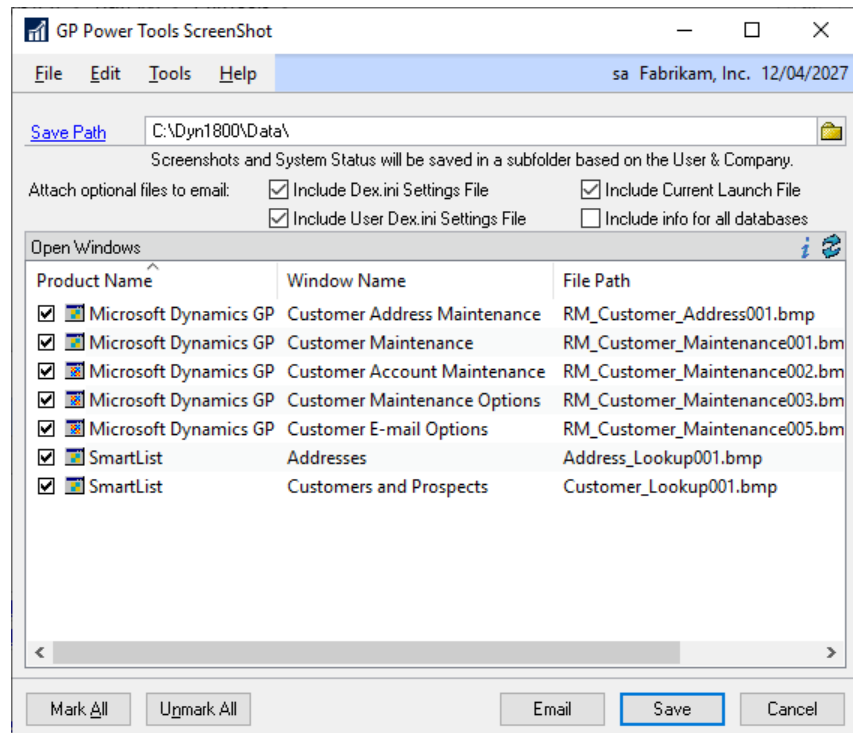 GP Power Tools ScreenShot
File Edit Tools Help sa Fabrikam, Inc. 12/04/2027
Save Path C:\Dyn1800\Data\
Screenshots and System Status will be saved in a subfolder based on the User & Company.
Attach optional files to email: Include Dex.ini Settings File Include Current Launch File
Include User Dex.ini Settings File Include info for all databases
Open Windows
Product Name Window Name File Path
Microsoft Dynamics GP Customer Address Maintenance RM_Customer_Address001.bmp
Microsoft Dynamics GP Customer Maintenance RM_Customer_Maintenance001.bm
Microsoft Dynamics GP Customer Account Maintenance RM_Customer_Maintenance002.bm
Microsoft Dynamics GP Customer Maintenance Options RM_Customer_Maintenance003.bm
Microsoft Dynamics GP Customer E-mail Options RM_Customer_Maintenance005.bm
SmartList Addresses Address_Lookup001.bmp
SmartList Customers and Prospects Customer_Lookup001.bmp
Mark All Unmark All Email Save Cancel